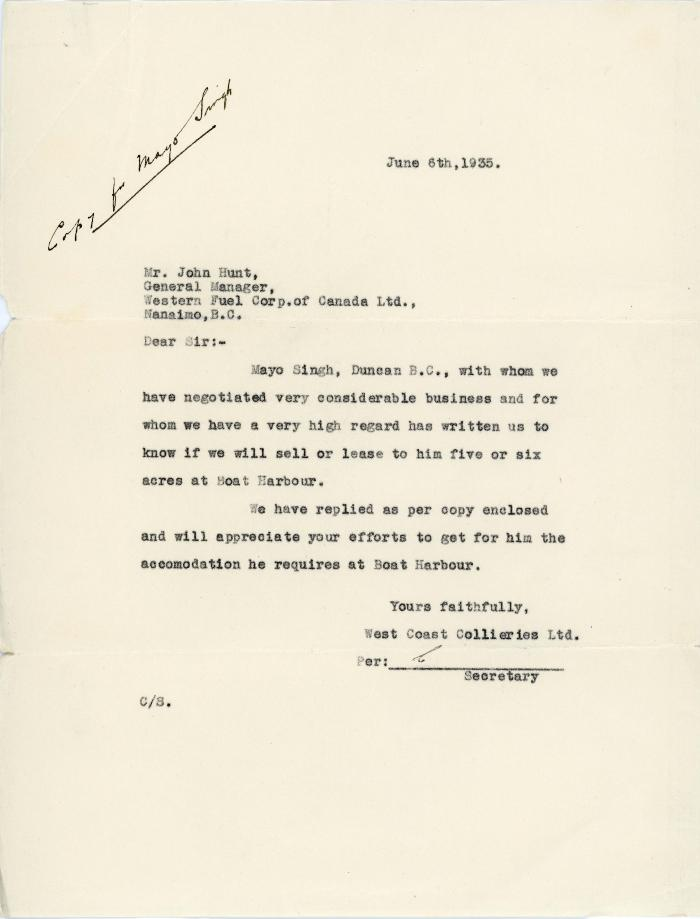 Copy for Mayo Singh
June 6th,1935.
Mr. John Hunt,
General Manager,
Western Fuel Corp.of Canada Ltd.,
Nanaimo,B.C.
Dear Sir:-
Mayo Singh, Duncan B.C., with whom we
have negotiated very considerable business and for
whom we have a very high regard has written us to
know if we will sell or lease to him five or six
acres at Boat Harbour.
We have replied as per copy enclosed
and will appreciate your efforts to get for him the
accomodation he requires at Boat Harbour.
Yours faithfully,
West Coast Collieries Ltd.
Per:
Secretary
C/S.